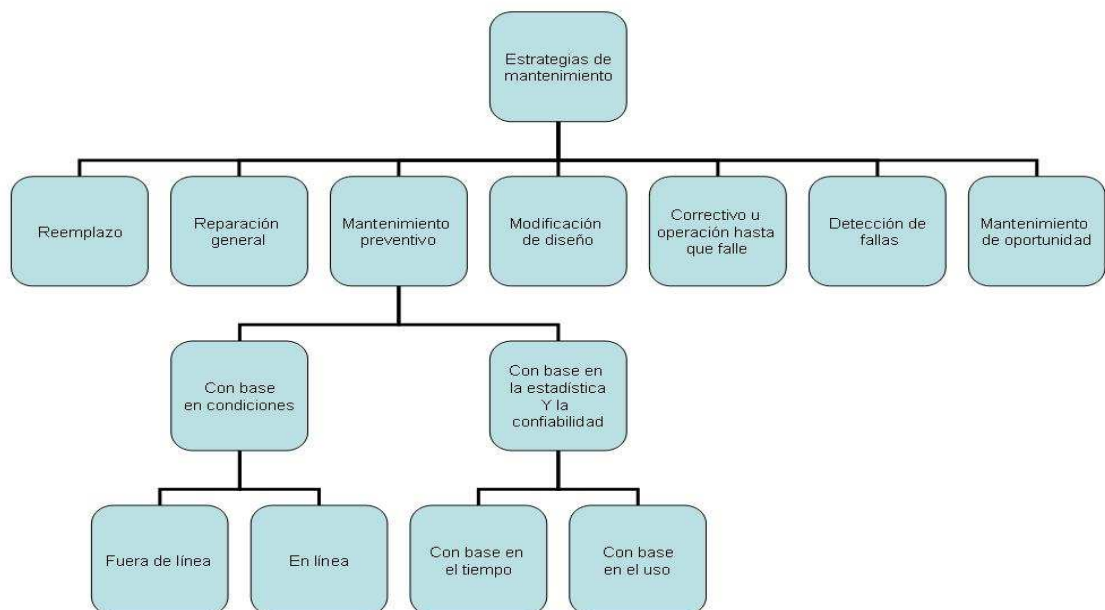 Estrategias de
mantenimiento
Reemplazo
Reparación
general
Mantenimiento
preventivo
Modificación
de diseño
Correctivo u
operación hasta
que falle
Detección de
fallas
Mantenimiento
de oportunidad
Con base
en condiciones
Con base en
la estadística
Y la
confiabilidad
Fuera de línea
En línea
Con base en
el tiempo
Con base
en el uso